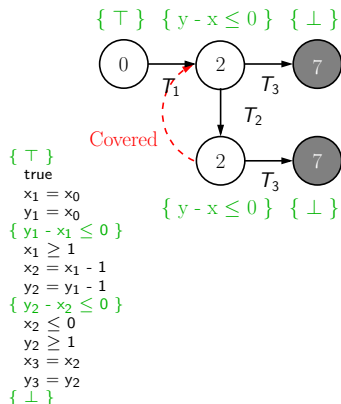 { ⊤ } { y - x ≤ 0 } { ⊥ }
0 2 7
T₁ T₃
T₂
Covered
2 7
T₃
{ y - x ≤ 0 } { ⊥ }
{ ⊤ }
true
x₁ = x₀
y₁ = x₀
{ y₁ - x₁ ≤ 0 }
x₁ ≥ 1
x₂ = x₁ - 1
y₂ = y₁ - 1
{ y₂ - x₂ ≤ 0 }
x₂ ≤ 0
y₂ ≥ 1
x₃ = x₂
y₃ = y₂
{ ⊥ }